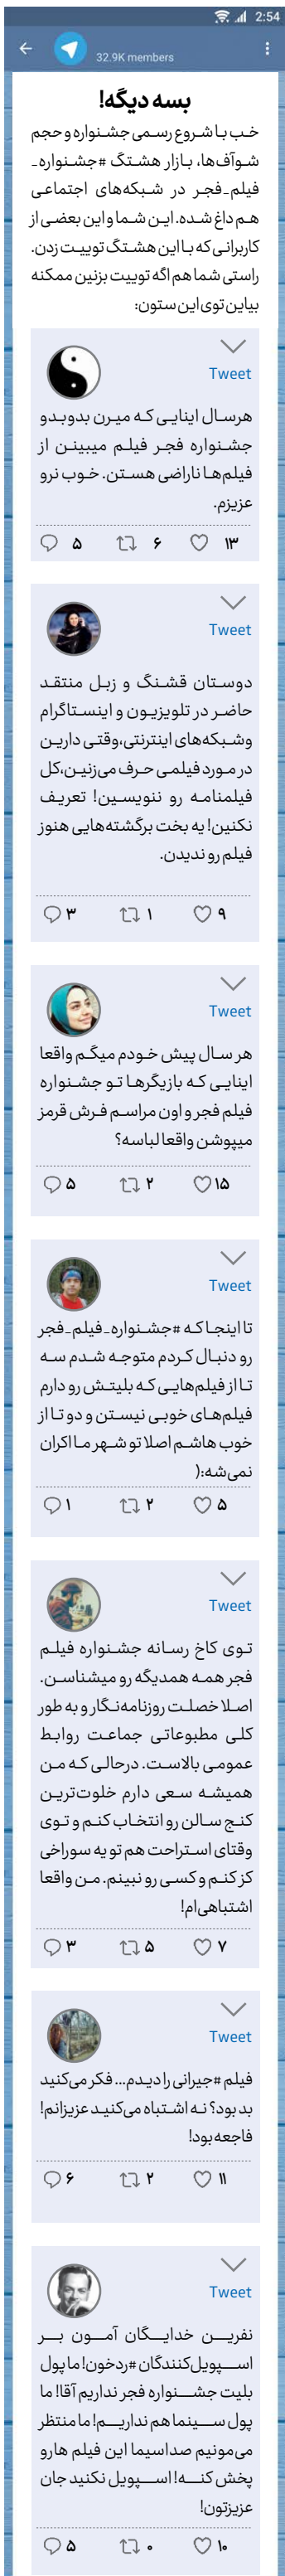 2:54
32.9K members
بسه دیگه!
خب با شروع رسمی جشنواره و حجم
شوآف‌ها، بازار هشتگ #جشنواره_
فیلم_فجر در شبکه‌های اجتماعی
هم داغ شده. این شما و این بعضی از
کاربرانی که با این هشتگ توییت زدن.
راستی شما هم اگه توییت بزنین ممکنه
بیاین توی این ستون:
Tweet
هرسال اینایی که میرن بدوبدو
جشنواره فجر فیلم میبینن از
فیلم‌ها ناراضی هستن. خوب نرو
عزیزم.
۵ ۶ ۱۳
Tweet
دوستان قشنگ و زبل منتقد
حاضر در تلویزیون و اینستاگرام
وشبکه‌های اینترنتی،وقتی دارین
در مورد فیلمی حرف می‌زنین،کل
فیلمنامه رو ننویسین! تعریف
نکنین! یه بخت برگشته‌هایی هنوز
فیلم رو ندیدن.
۳ ۱ ۹
Tweet
هر سال پیش خودم میگم واقعا
اینایی که بازیگرها تو جشنواره
فیلم فجر و اون مراسم فرش قرمز
میپوشن واقعا لباسه؟
۵ ۲ ۱۵
Tweet
تا اینجا که #جشنواره_فیلم_فجر
رو دنبال کردم متوجه شدم سه
تا از فیلم‌هایی که بلیتش رو دارم
فیلم‌های خوبی نیستن و دو تا از
خوب هاشم اصلا تو شهر ما اکران
نمی‌شه:(
۱ ۲ ۵
Tweet
توی کاخ رسانه جشنواره فیلم
فجر همه همدیگه رو میشناسن.
اصلا خصلت روزنامه‌نگار و به طور
کلی مطبوعاتی جماعت روابط
عمومی بالاست. درحالی که من
همیشه سعی دارم خلوت‌ترین
کنج سالن رو انتخاب کنم و توی
وقتای استراحت هم تو یه سوراخی
کز کنم و کسی رو نبینم. من واقعا
اشتباهی‌ام!
۳ ۵ ۷
Tweet
فیلم #جیرانی را دیدم... فکر می‌کنید
بد بود؟ نه اشتباه می‌کنید عزیزانم!
فاجعه بود!
۶ ۲ ۱۱
Tweet
نفرین خدایگان آمون بر
اسپویل‌کنندگان #ردخون! ما پول
بلیت جشنواره فجر نداریم آقا! ما
پول سینما هم نداریم! ما منتظر
می‌مونیم صداسیما این فیلم هارو
پخش کنه! اسپویل نکنید جان
عزیزتون!
۵ ۰ ۱۰